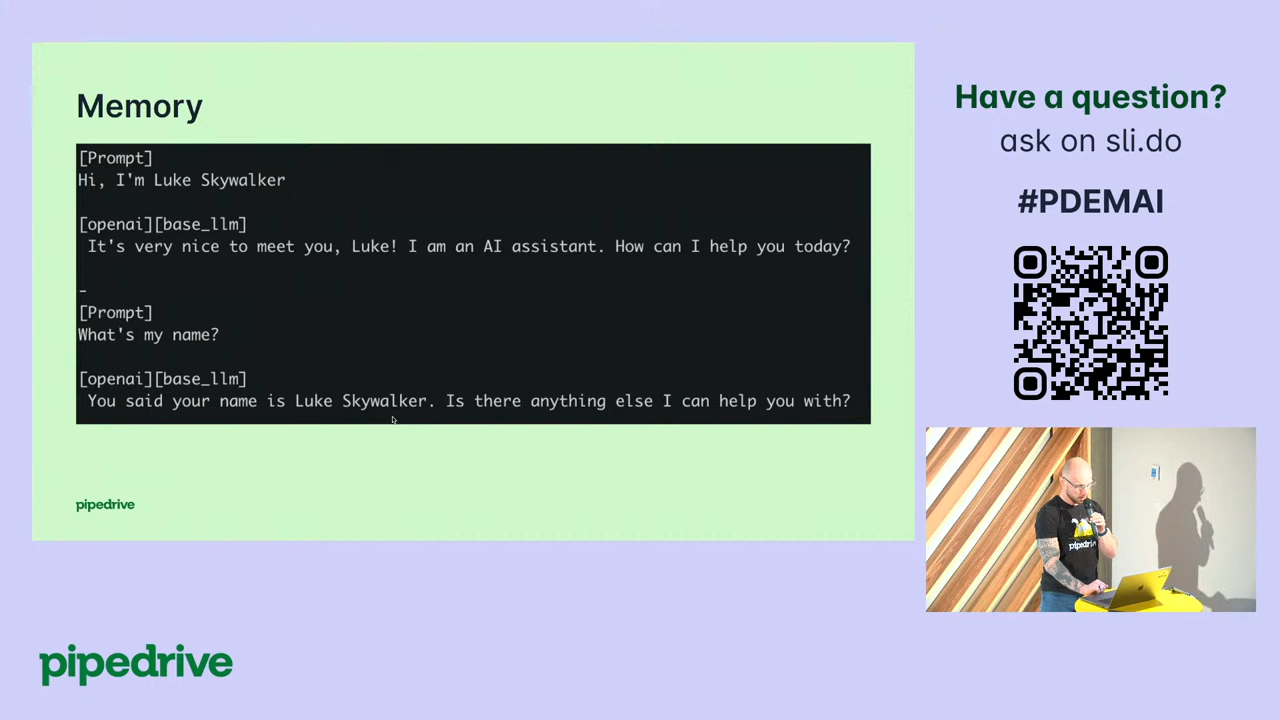 Memory
[Prompt]
Hi, I'm Luke Skywalker
[openai][base_llm]
It's very nice to meet you, Luke! I am an AI assistant. How can I help you today?
-
[Prompt]
What's my name?
[openai][base_llm]
You said your name is Luke Skywalker. Is there anything else I can help you with?
pipedrive
Have a question?
ask on sli.do
#PDEMAI
pipedrive
pipedrive